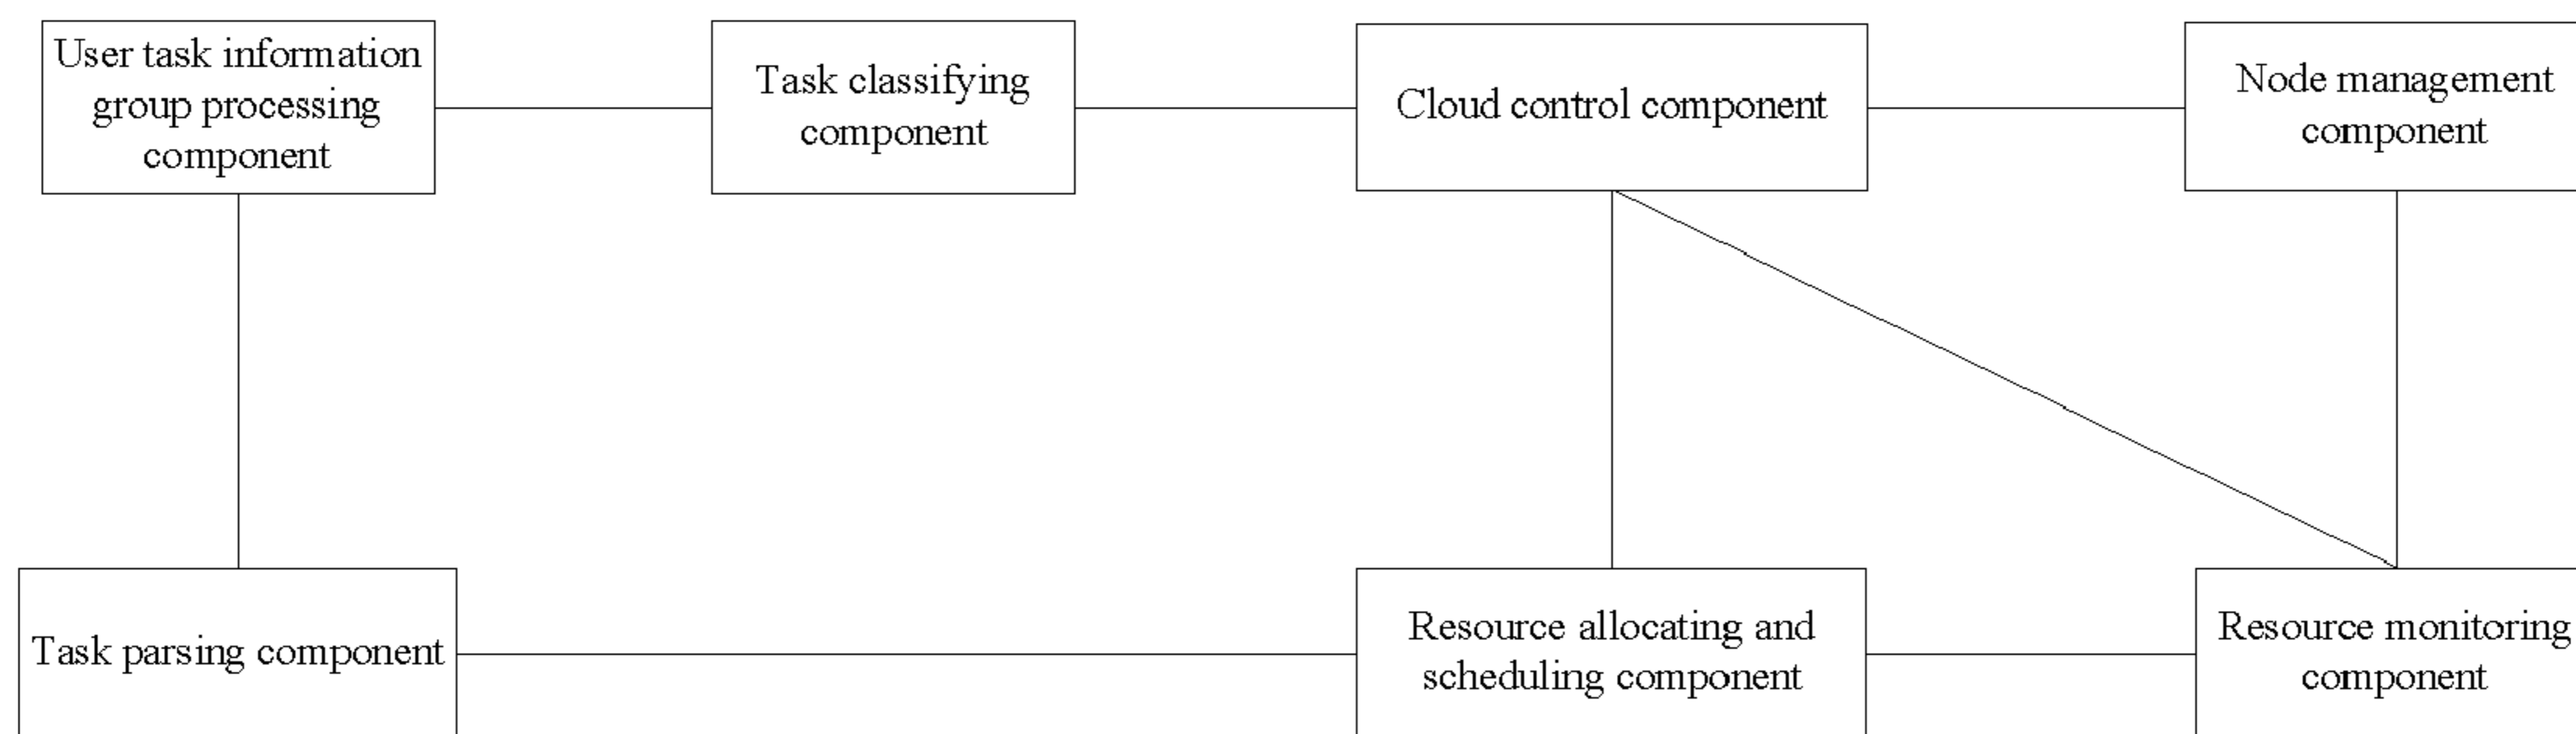 User task information
group processing
component
Task classifying
component
Cloud control component
Node management
component
Task parsing component
Resource allocating and
scheduling component
Resource monitoring
component